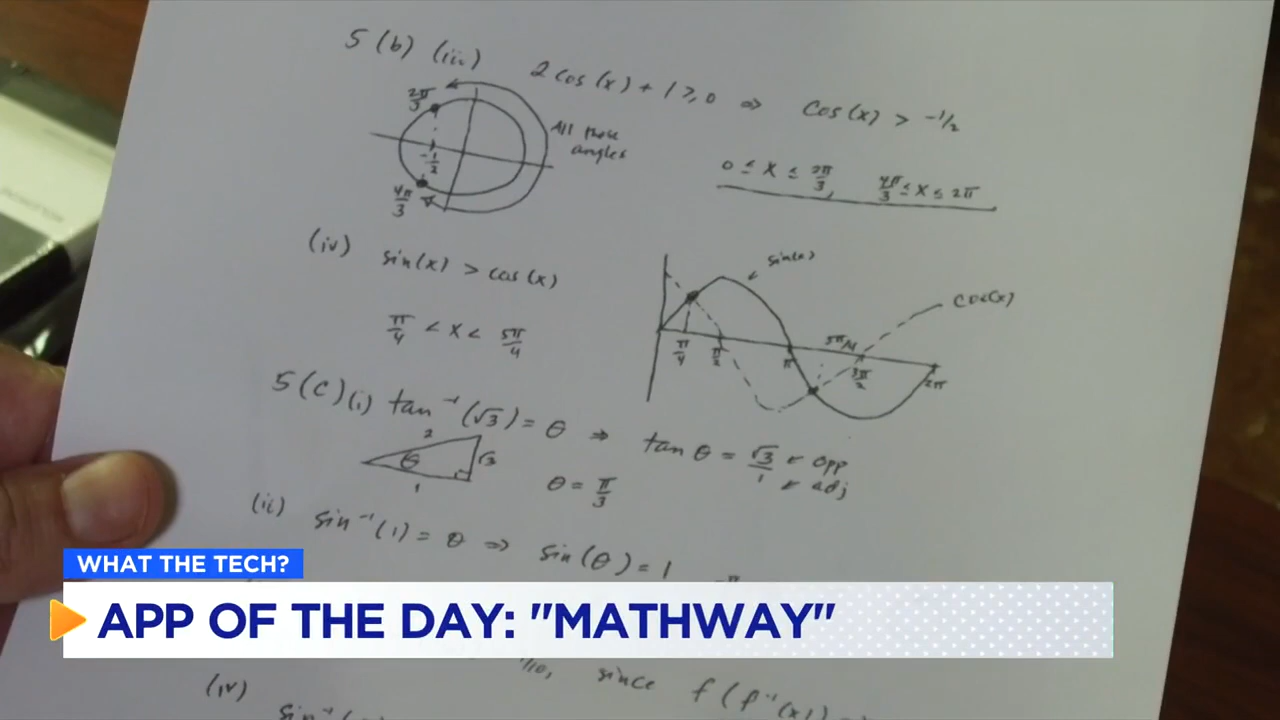 5 (b) (iii) 2 cos (x) + 1 ≥ 0 ⇒ cos(x) > -1/2
2π/3
All these
angles
-1/2
0 ≤ x ≤ 2π/3, 4π/3 ≤ x ≤ 2π
4π/3
(iv) sin(x) > cos(x)
sin(x)
cos(x)
π/4 < x < 5π/4
π/4 π/2 π 5π/4 3π/2 2π
5(c)(i) tan⁻¹(√3) = θ ⇒ tan θ = √3/1 ← opp ← adj
2
θ √3
1
θ = π/3
(ii) sin⁻¹(1) = θ ⇒ sin(θ) = 1
WHAT THE TECH?
APP OF THE DAY: "MATHWAY"
since f(f⁻¹(x))
(iv) sin⁻¹(